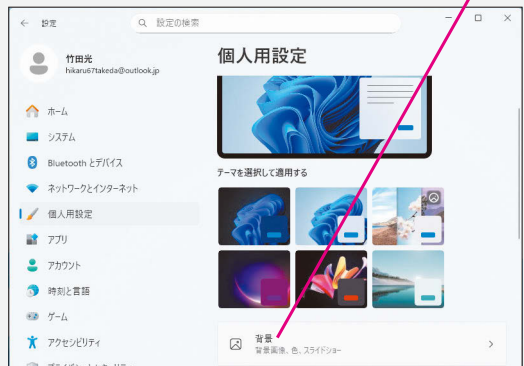 設定
設定の検索
竹田光
hikaru67takeda@outlook.jp
ホーム
システム
Bluetooth とデバイス
ネットワークとインターネット
個人用設定
アプリ
アカウント
時刻と言語
ゲーム
アクセシビリティ
個人用設定
テーマを選択して適用する
背景
背景画像、色、スライドショー